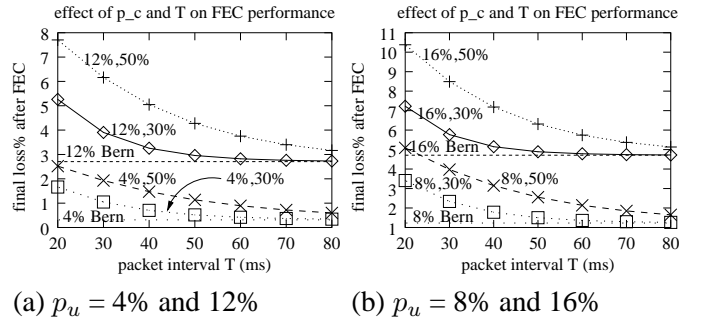 effect of p_c and T on FEC performance
final loss% after FEC
8
7
6
5
4
3
2
1
0
12%,50%
12%,30%
12% Bern
4%,50%
4%,30%
4% Bern
20 30 40 50 60 70 80
packet interval T (ms)
(a) p_u = 4% and 12%
effect of p_c and T on FEC performance
final loss% after FEC
11
10
9
8
7
6
5
4
3
2
1
16%,50%
16%,30%
16% Bern
8%,30%
8%,50%
8% Bern
20 30 40 50 60 70 80
packet interval T (ms)
(b) p_u = 8% and 16%